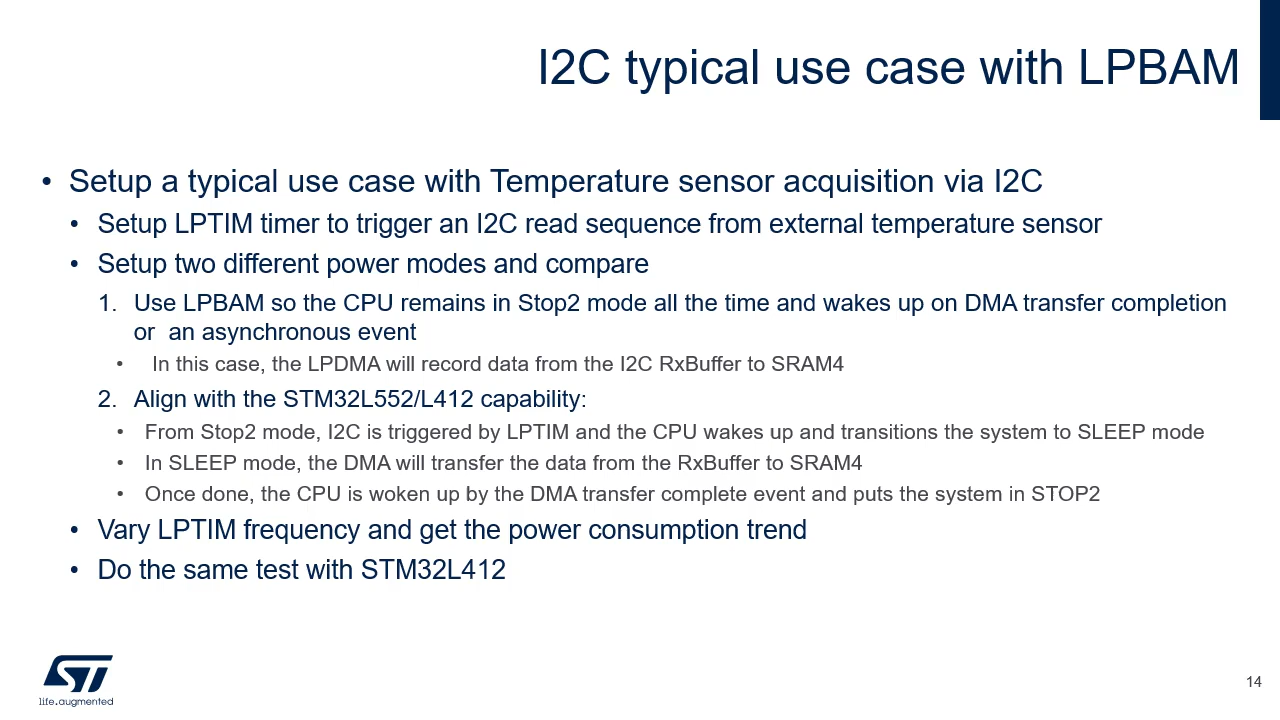 I2C typical use case with LPBAM
• Setup a typical use case with Temperature sensor acquisition via I2C
• Setup LPTIM timer to trigger an I2C read sequence from external temperature sensor
• Setup two different power modes and compare
1. Use LPBAM so the CPU remains in Stop2 mode all the time and wakes up on DMA transfer completion
or an asynchronous event
• In this case, the LPDMA will record data from the I2C RxBuffer to SRAM4
2. Align with the STM32L552/L412 capability:
• From Stop2 mode, I2C is triggered by LPTIM and the CPU wakes up and transitions the system to SLEEP mode
• In SLEEP mode, the DMA will transfer the data from the RxBuffer to SRAM4
• Once done, the CPU is woken up by the DMA transfer complete event and puts the system in STOP2
• Vary LPTIM frequency and get the power consumption trend
• Do the same test with STM32L412
ST
life.augmented
14